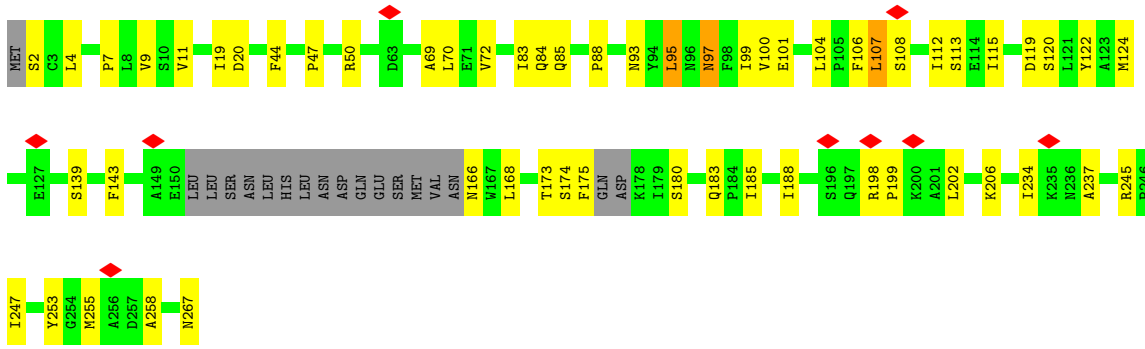 MET S2 C3 L4 P7 L8 V9 S10 V11 I19 D20 F44 P47 R50 D63 A69 L70 E71 V72 I83 Q84 Q85 P88 N93 Y94 L95 N96 N97 F98 I99 V100 E101 L104 P105 F106 L107 S108 I112 S113 E114 I115 D119 S120 L121 Y122 A123 M124
E127 S139 F143 A149 E150 LEU LEU SER ASN LEU HIS LEU ASN ASP GLN GLU SER MET VAL ASN N166 W167 L168 T173 S174 F175 GLN ASP K178 I179 S180 Q183 P184 I185 I188 S196 Q197 R198 P199 K200 A201 L202 K206 I234 K235 N236 A237 R245
I247 Y253 G254 M255 A256 D257 A258 N267